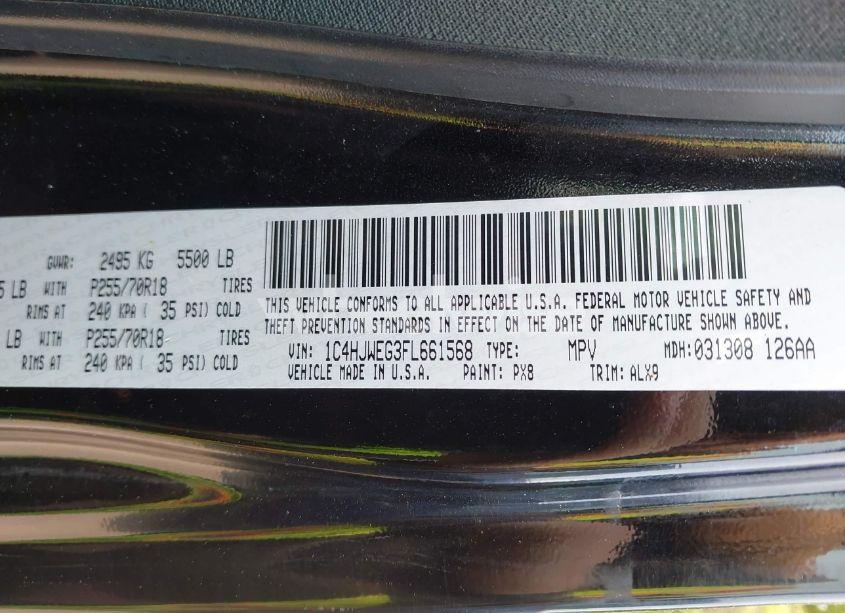 GVWR: 2495 KG 5500 LB
5 LB WITH P255/70R18 TIRES
RIMS AT 240 KPA ( 35 PSI) COLD
LB WITH P255/70R18 TIRES
RIMS AT 240 KPA ( 35 PSI) COLD
THIS VEHICLE CONFORMS TO ALL APPLICABLE U.S.A. FEDERAL MOTOR VEHICLE SAFETY AND
THEFT PREVENTION STANDARDS IN EFFECT ON THE DATE OF MANUFACTURE SHOWN ABOVE.
VIN: 1C4HJWEG3FL661568 TYPE: MPV MDH:031308 126AA
VEHICLE MADE IN U.S.A. PAINT: PX8 TRIM: ALX9